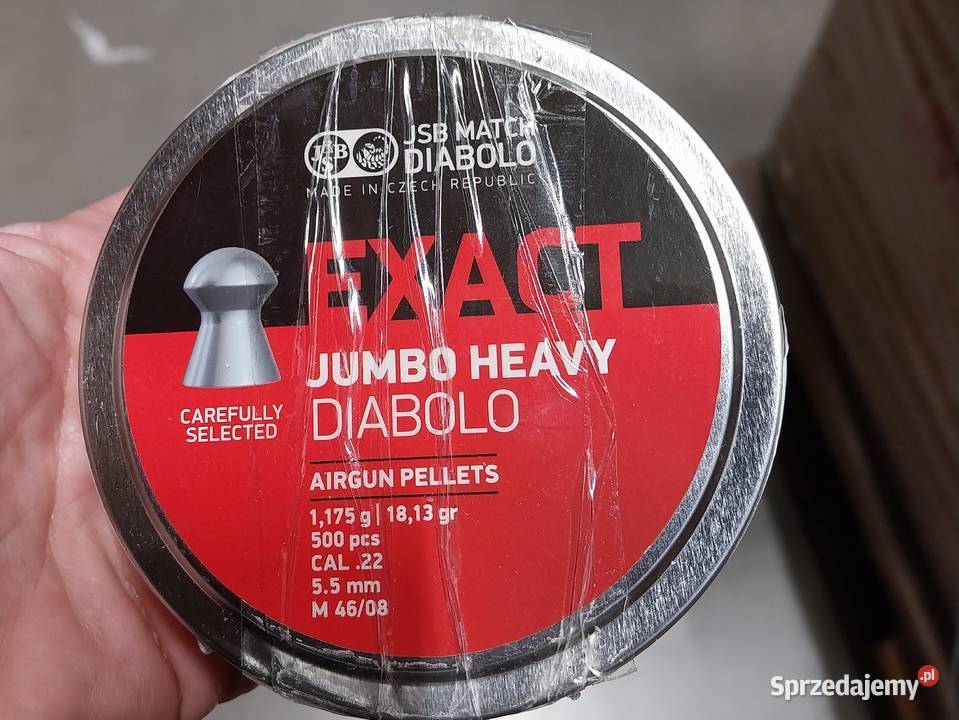 JSB
JSB MATCH
DIABOLO
MADE IN CZECH REPUBLIC
EXACT
JUMBO HEAVY
DIABOLO
CAREFULLY
SELECTED
AIRGUN PELLETS
1,175 g | 18,13 gr
500 pcs
CAL .22
5.5 mm
M 46/08
Sprzedajemy.pl